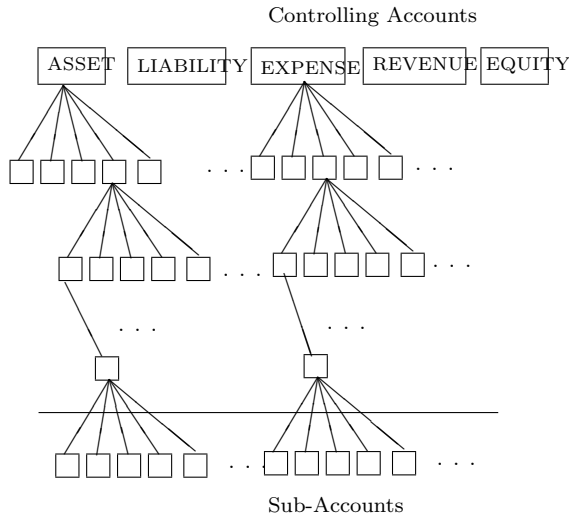 Controlling Accounts
ASSET LIABILITY EXPENSE REVENUE EQUITY
. . . . . .
. . . . . .
. . . . . .
. . . . . .
Sub-Accounts